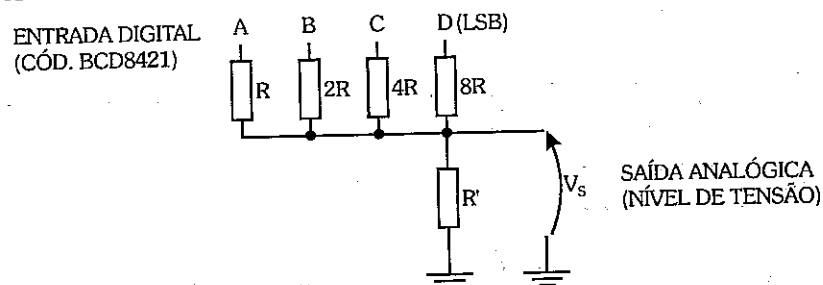 ENTRADA DIGITAL
(CÓD. BCD8421)
A B C D (LSB)
R 2R 4R 8R
R'
V_S
SAÍDA ANALÓGICA
(NÍVEL DE TENSÃO)